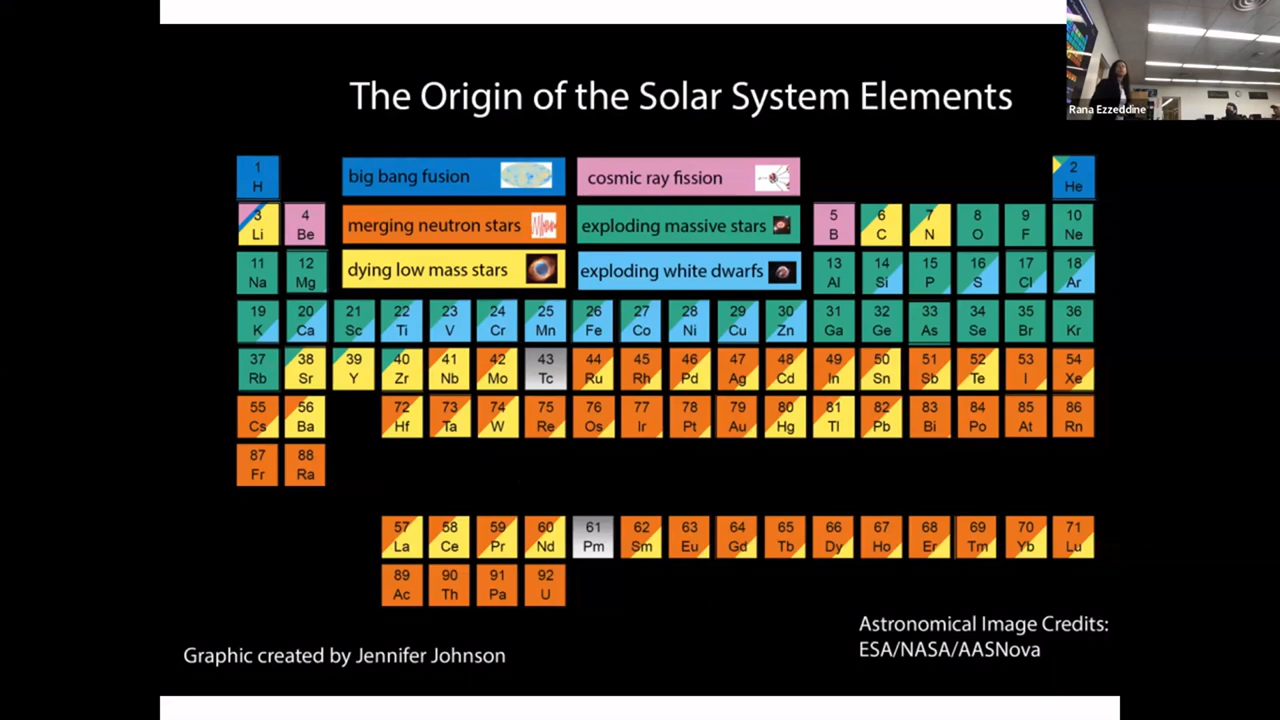 Rana Ezzeddine
The Origin of the Solar System Elements
1 H
big bang fusion
cosmic ray fission
2 He
3 Li
4 Be
merging neutron stars
exploding massive stars
5 B
6 C
7 N
8 O
9 F
10 Ne
11 Na
12 Mg
dying low mass stars
exploding white dwarfs
13 Al
14 Si
15 P
16 S
17 Cl
18 Ar
19 K
20 Ca
21 Sc
22 Ti
23 V
24 Cr
25 Mn
26 Fe
27 Co
28 Ni
29 Cu
30 Zn
31 Ga
32 Ge
33 As
34 Se
35 Br
36 Kr
37 Rb
38 Sr
39 Y
40 Zr
41 Nb
42 Mo
43 Tc
44 Ru
45 Rh
46 Pd
47 Ag
48 Cd
49 In
50 Sn
51 Sb
52 Te
53 I
54 Xe
55 Cs
56 Ba
72 Hf
73 Ta
74 W
75 Re
76 Os
77 Ir
78 Pt
79 Au
80 Hg
81 Tl
82 Pb
83 Bi
84 Po
85 At
86 Rn
87 Fr
88 Ra
57 La
58 Ce
59 Pr
60 Nd
61 Pm
62 Sm
63 Eu
64 Gd
65 Tb
66 Dy
67 Ho
68 Er
69 Tm
70 Yb
71 Lu
89 Ac
90 Th
91 Pa
92 U
Graphic created by Jennifer Johnson
Astronomical Image Credits:
ESA/NASA/AASNova